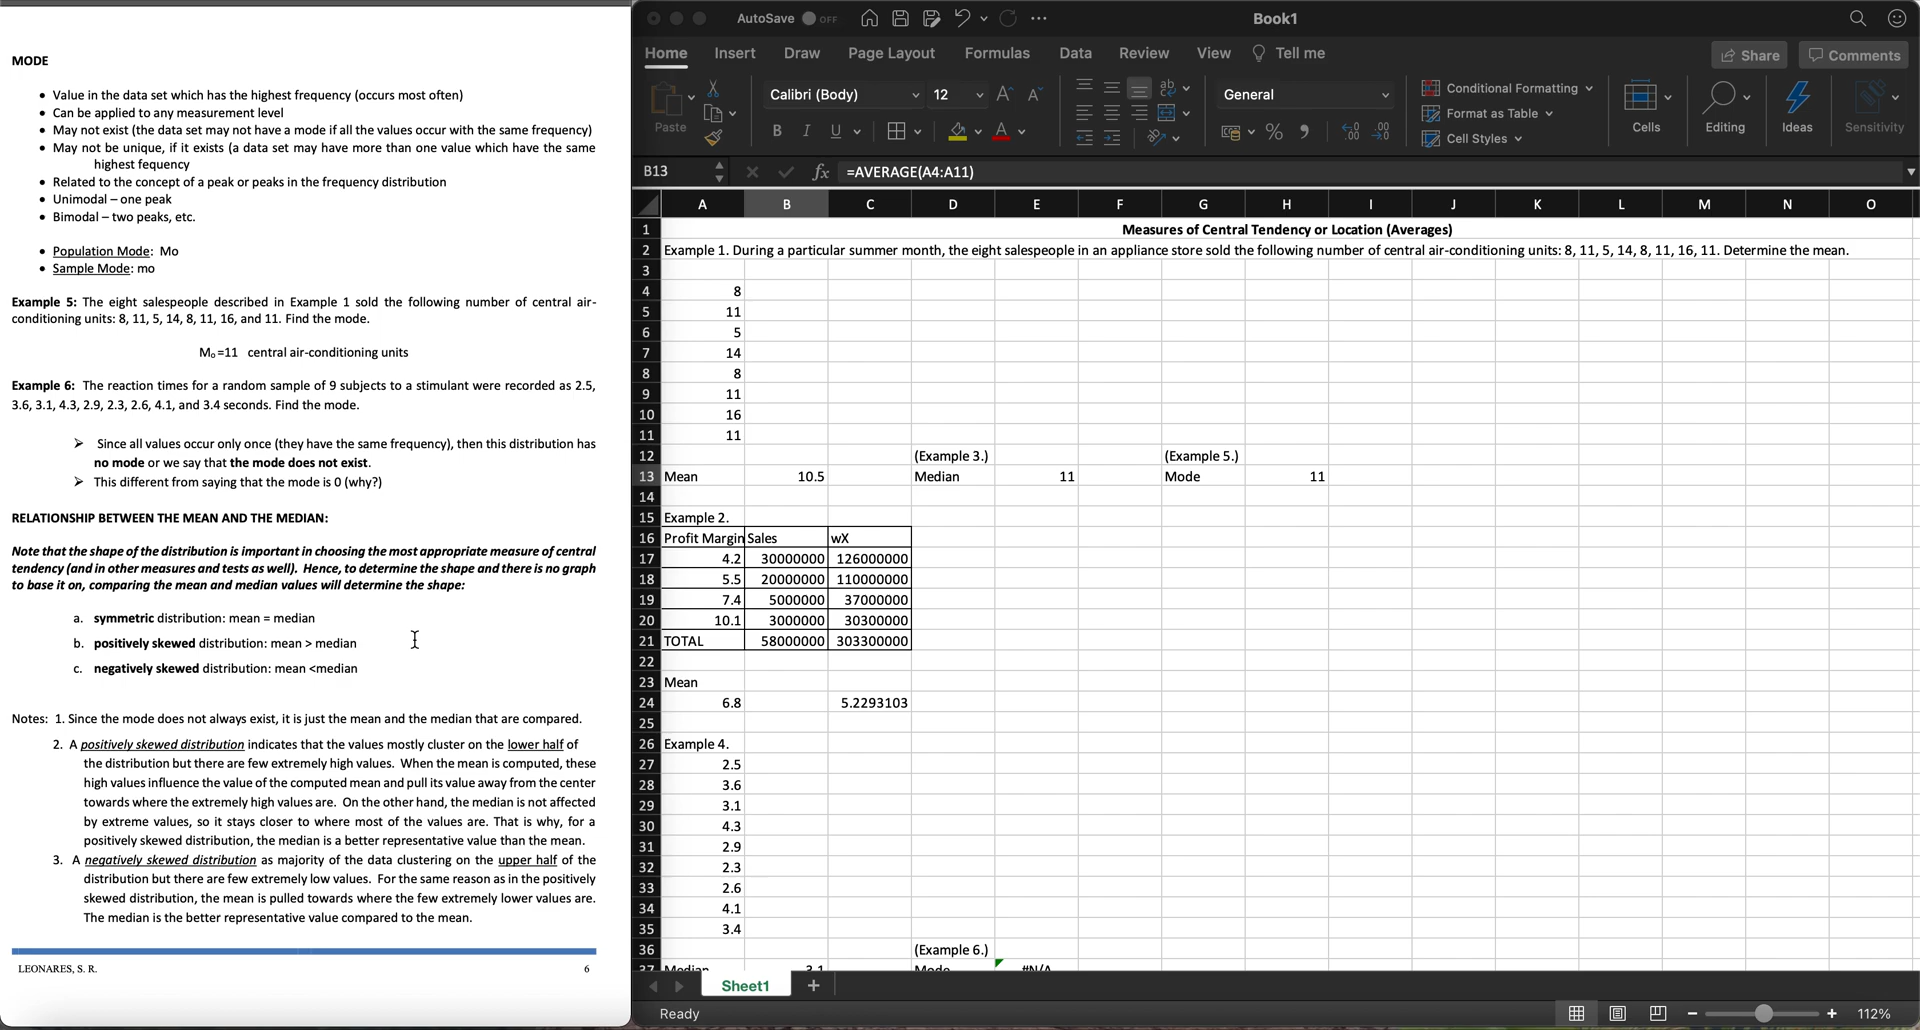 MODE
• Value in the data set which has the highest frequency (occurs most often)
• Can be applied to any measurement level
• May not exist (the data set may not have a mode if all the values occur with the same frequency)
• May not be unique, if it exists (a data set may have more than one value which have the same
highest fequency
• Related to the concept of a peak or peaks in the frequency distribution
• Unimodal – one peak
• Bimodal – two peaks, etc.
• Population Mode: Mo
• Sample Mode: mo
Example 5: The eight salespeople described in Example 1 sold the following number of central air-
conditioning units: 8, 11, 5, 14, 8, 11, 16, and 11. Find the mode.
Mo =11 central air-conditioning units
Example 6: The reaction times for a random sample of 9 subjects to a stimulant were recorded as 2.5,
3.6, 3.1, 4.3, 2.9, 2.3, 2.6, 4.1, and 3.4 seconds. Find the mode.
➢ Since all values occur only once (they have the same frequency), then this distribution has
no mode or we say that the mode does not exist.
➢ This different from saying that the mode is 0 (why?)
RELATIONSHIP BETWEEN THE MEAN AND THE MEDIAN:
Note that the shape of the distribution is important in choosing the most appropriate measure of central
tendency (and in other measures and tests as well). Hence, to determine the shape and there is no graph
to base it on, comparing the mean and median values will determine the shape:
a. symmetric distribution: mean = median
b. positively skewed distribution: mean > median
c. negatively skewed distribution: mean <median
Notes: 1. Since the mode does not always exist, it is just the mean and the median that are compared.
2. A positively skewed distribution indicates that the values mostly cluster on the lower half of
the distribution but there are few extremely high values. When the mean is computed, these
high values influence the value of the computed mean and pull its value away from the center
towards where the extremely high values are. On the other hand, the median is not affected
by extreme values, so it stays closer to where most of the values are. That is why, for a
positively skewed distribution, the median is a better representative value than the mean.
3. A negatively skewed distribution as majority of the data clustering on the upper half of the
distribution but there are few extremely low values. For the same reason as in the positively
skewed distribution, the mean is pulled towards where the few extremely lower values are.
The median is the better representative value compared to the mean.
LEONARES, S. R. 6
AutoSave OFF Book1
Home Insert Draw Page Layout Formulas Data Review View Tell me Share Comments
Paste Calibri (Body) 12 A A General Conditional Formatting Cells Editing Ideas Sensitivity
B I U A % Format as Table
Cell Styles
B13 fx =AVERAGE(A4:A11)
A B C D E F G H I J K L M N O
1 Measures of Central Tendency or Location (Averages)
2 Example 1. During a particular summer month, the eight salespeople in an appliance store sold the following number of central air-conditioning units: 8, 11, 5, 14, 8, 11, 16, 11. Determine the mean.
3
4 8
5 11
6 5
7 14
8 8
9 11
10 16
11 11
12 (Example 3.) (Example 5.)
13 Mean 10.5 Median 11 Mode 11
14
15 Example 2.
16 Profit Margin Sales wX
17 4.2 30000000 126000000
18 5.5 20000000 110000000
19 7.4 5000000 37000000
20 10.1 3000000 30300000
21 TOTAL 58000000 303300000
22
23 Mean
24 6.8 5.2293103
25
26 Example 4.
27 2.5
28 3.6
29 3.1
30 4.3
31 2.9
32 2.3
33 2.6
34 4.1
35 3.4
36 (Example 6.)
37 Median 3.1 Mode #N/A
Sheet1 +
Ready 112%